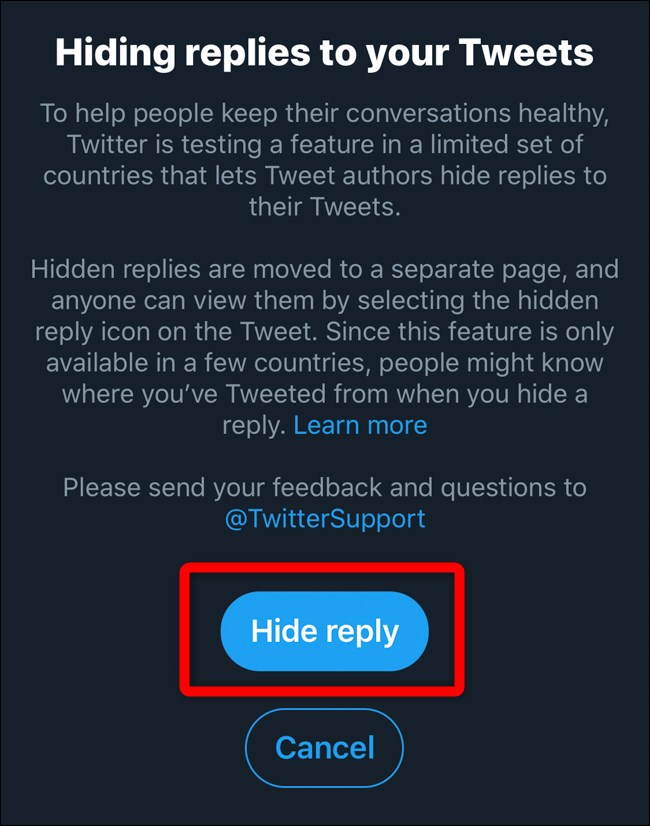 Hiding replies to your Tweets
To help people keep their conversations healthy,
Twitter is testing a feature in a limited set of
countries that lets Tweet authors hide replies to
their Tweets.
Hidden replies are moved to a separate page, and
anyone can view them by selecting the hidden
reply icon on the Tweet. Since this feature is only
available in a few countries, people might know
where you’ve Tweeted from when you hide a
reply. Learn more
Please send your feedback and questions to
@TwitterSupport
Hide reply
Cancel